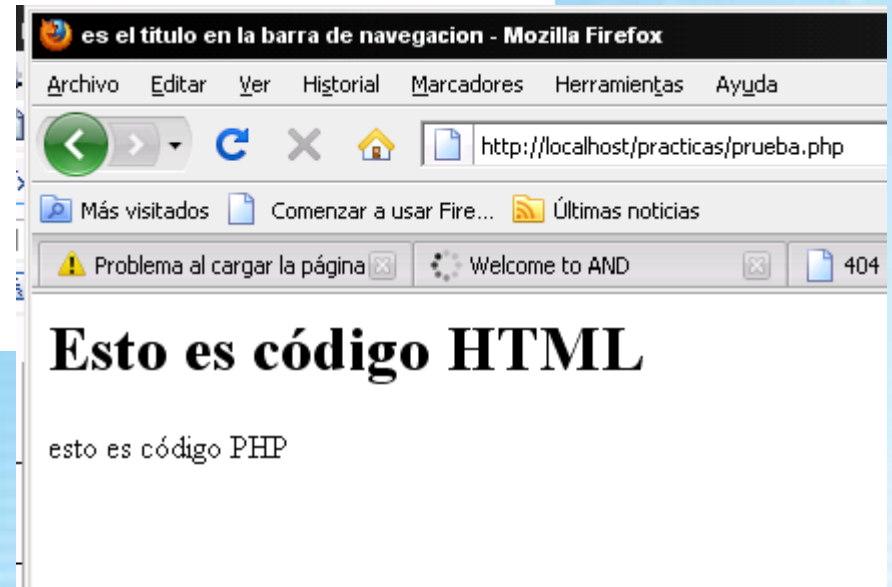 es el titulo en la barra de navegacion - Mozilla Firefox
Archivo Editar Ver Historial Marcadores Herramientas Ayuda
http://localhost/practicas/prueba.php
Más visitados Comenzar a usar Fire... Últimas noticias
Problema al cargar la página Welcome to AND 404
Esto es código HTML
esto es código PHP